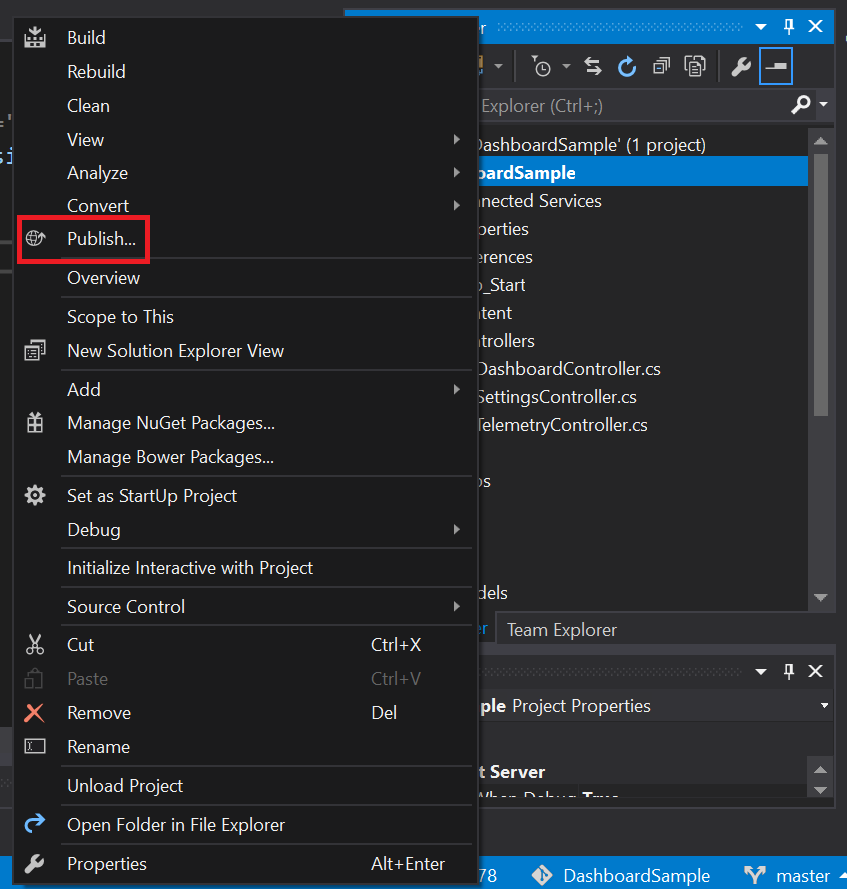 Build
Rebuild
Clean
View
Analyze
Convert
Publish...
Overview
Scope to This
New Solution Explorer View
Add
Manage NuGet Packages...
Manage Bower Packages...
Set as StartUp Project
Debug
Initialize Interactive with Project
Source Control
Cut Ctrl+X
Paste Ctrl+V
Remove Del
Rename
Unload Project
Open Folder in File Explorer
Properties Alt+Enter
Explorer (Ctrl+;)
DashboardSample' (1 project)
oardSample
nnected Services
perties
erences
p_Start
ntent
ntrollers
DashboardController.cs
SettingsController.cs
TelemetryController.cs
os
dels
er Team Explorer
ple Project Properties
t Server
When Debug True
78 DashboardSample master